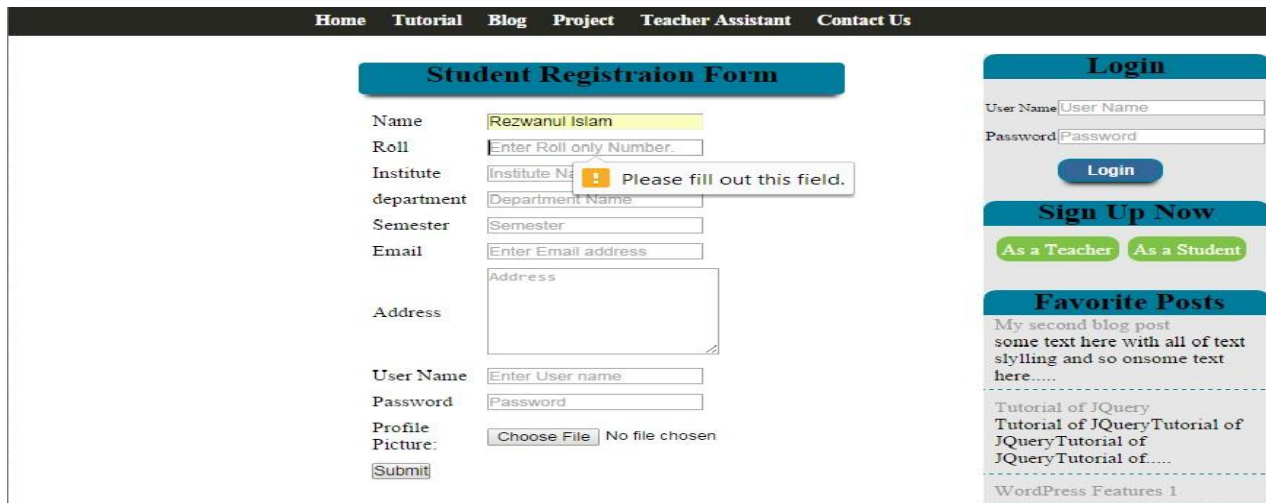 Home Tutorial Blog Project Teacher Assistant Contact Us
Student Registraion Form
Name Rezwanul Islam
Roll Enter Roll only Number.
Please fill out this field.
Institute Institute Na
department Department Name
Semester Semester
Email Enter Email address
Address Address
User Name Enter User name
Password Password
Profile
Picture: Choose File No file chosen
Submit
Login
User Name User Name
Password Password
Login
Sign Up Now
As a Teacher As a Student
Favorite Posts
My second blog post
some text here with all of text
slylling and so onsome text
here.....
Tutorial of JQuery
Tutorial of JQueryTutorial of
JQueryTutorial of
JQueryTutorial of.....
WordPress Features 1